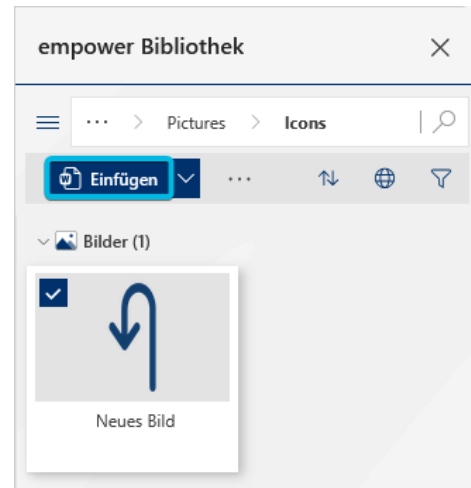 empower Bibliothek
··· > Pictures > Icons
Einfügen ···
Bilder (1)
Neues Bild